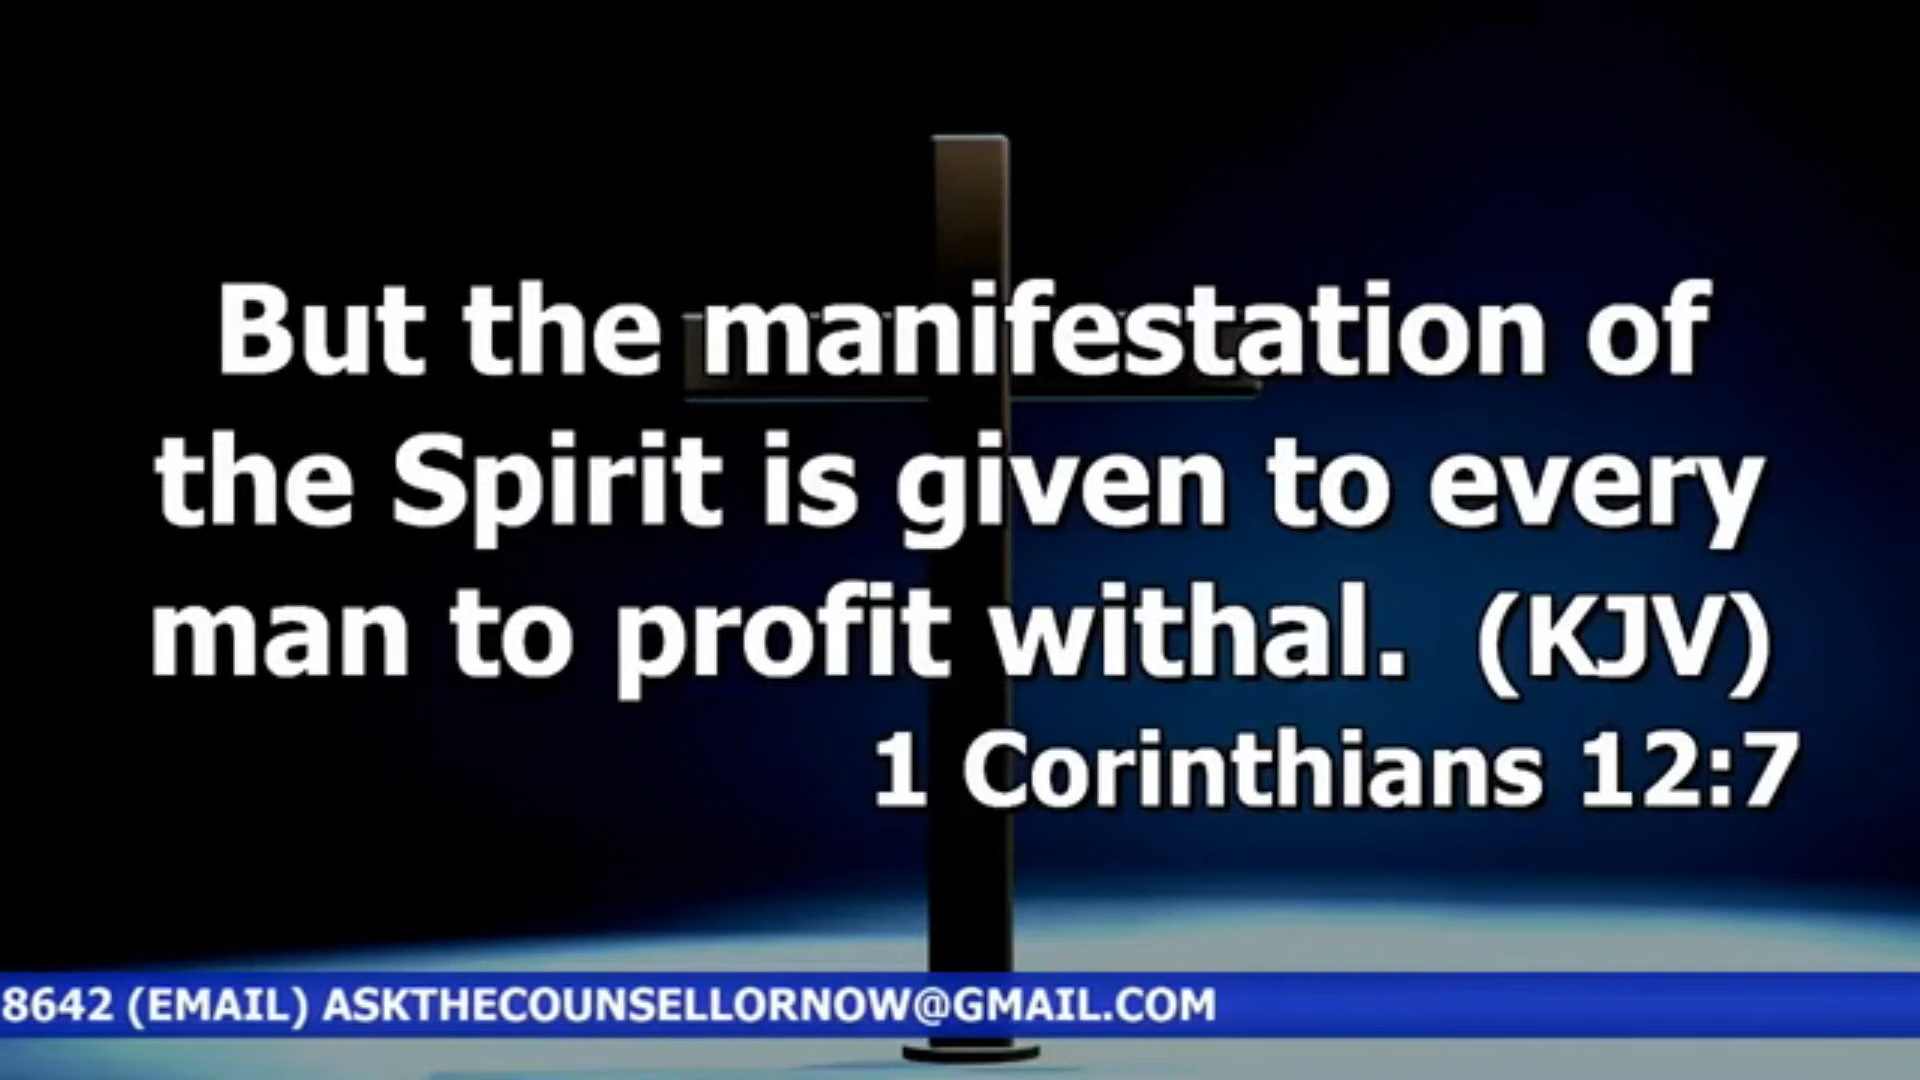 But the manifestation of
the Spirit is given to every
man to profit withal.  (KJV)
1 Corinthians 12:7
8642 (EMAIL) ASKTHECOUNSELLORNOW@GMAIL.COM